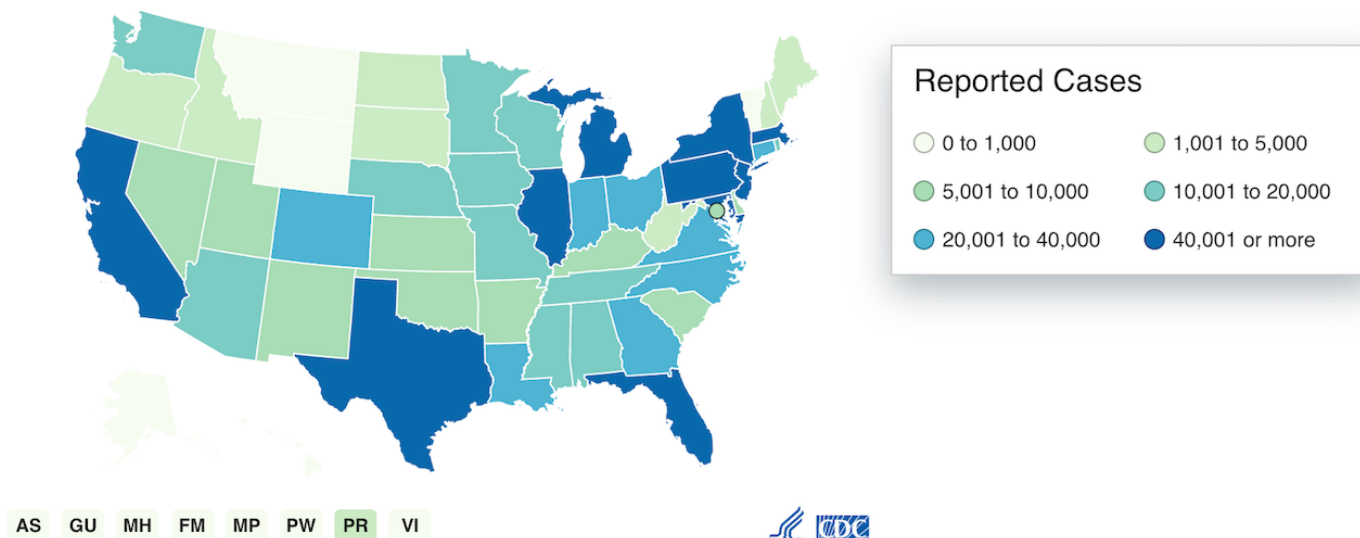 Reported Cases
0 to 1,000
1,001 to 5,000
5,001 to 10,000
10,001 to 20,000
20,001 to 40,000
40,001 or more
AS GU MH FM MP PW PR VI
CDC